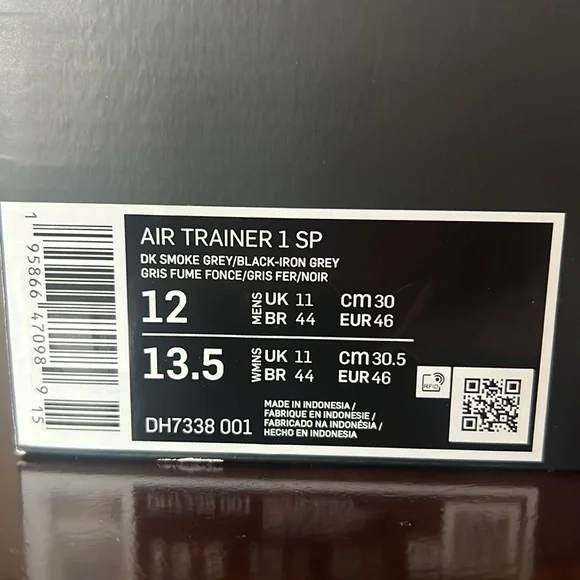 1 95866 47098 9 15
AIR TRAINER 1 SP
DK SMOKE GREY/BLACK-IRON GREY
GRIS FUME FONCE/GRIS FER/NOIR
12 MENS UK 11 cm 30
BR 44 EUR 46
13.5 WMNS UK 11 cm 30.5
BR 44 EUR 46
RFID
DH7338 001
MADE IN INDONESIA /
FABRIQUE EN INDONESIE /
FABRICADO NA INDONÉSIA /
HECHO EN INDONESIA